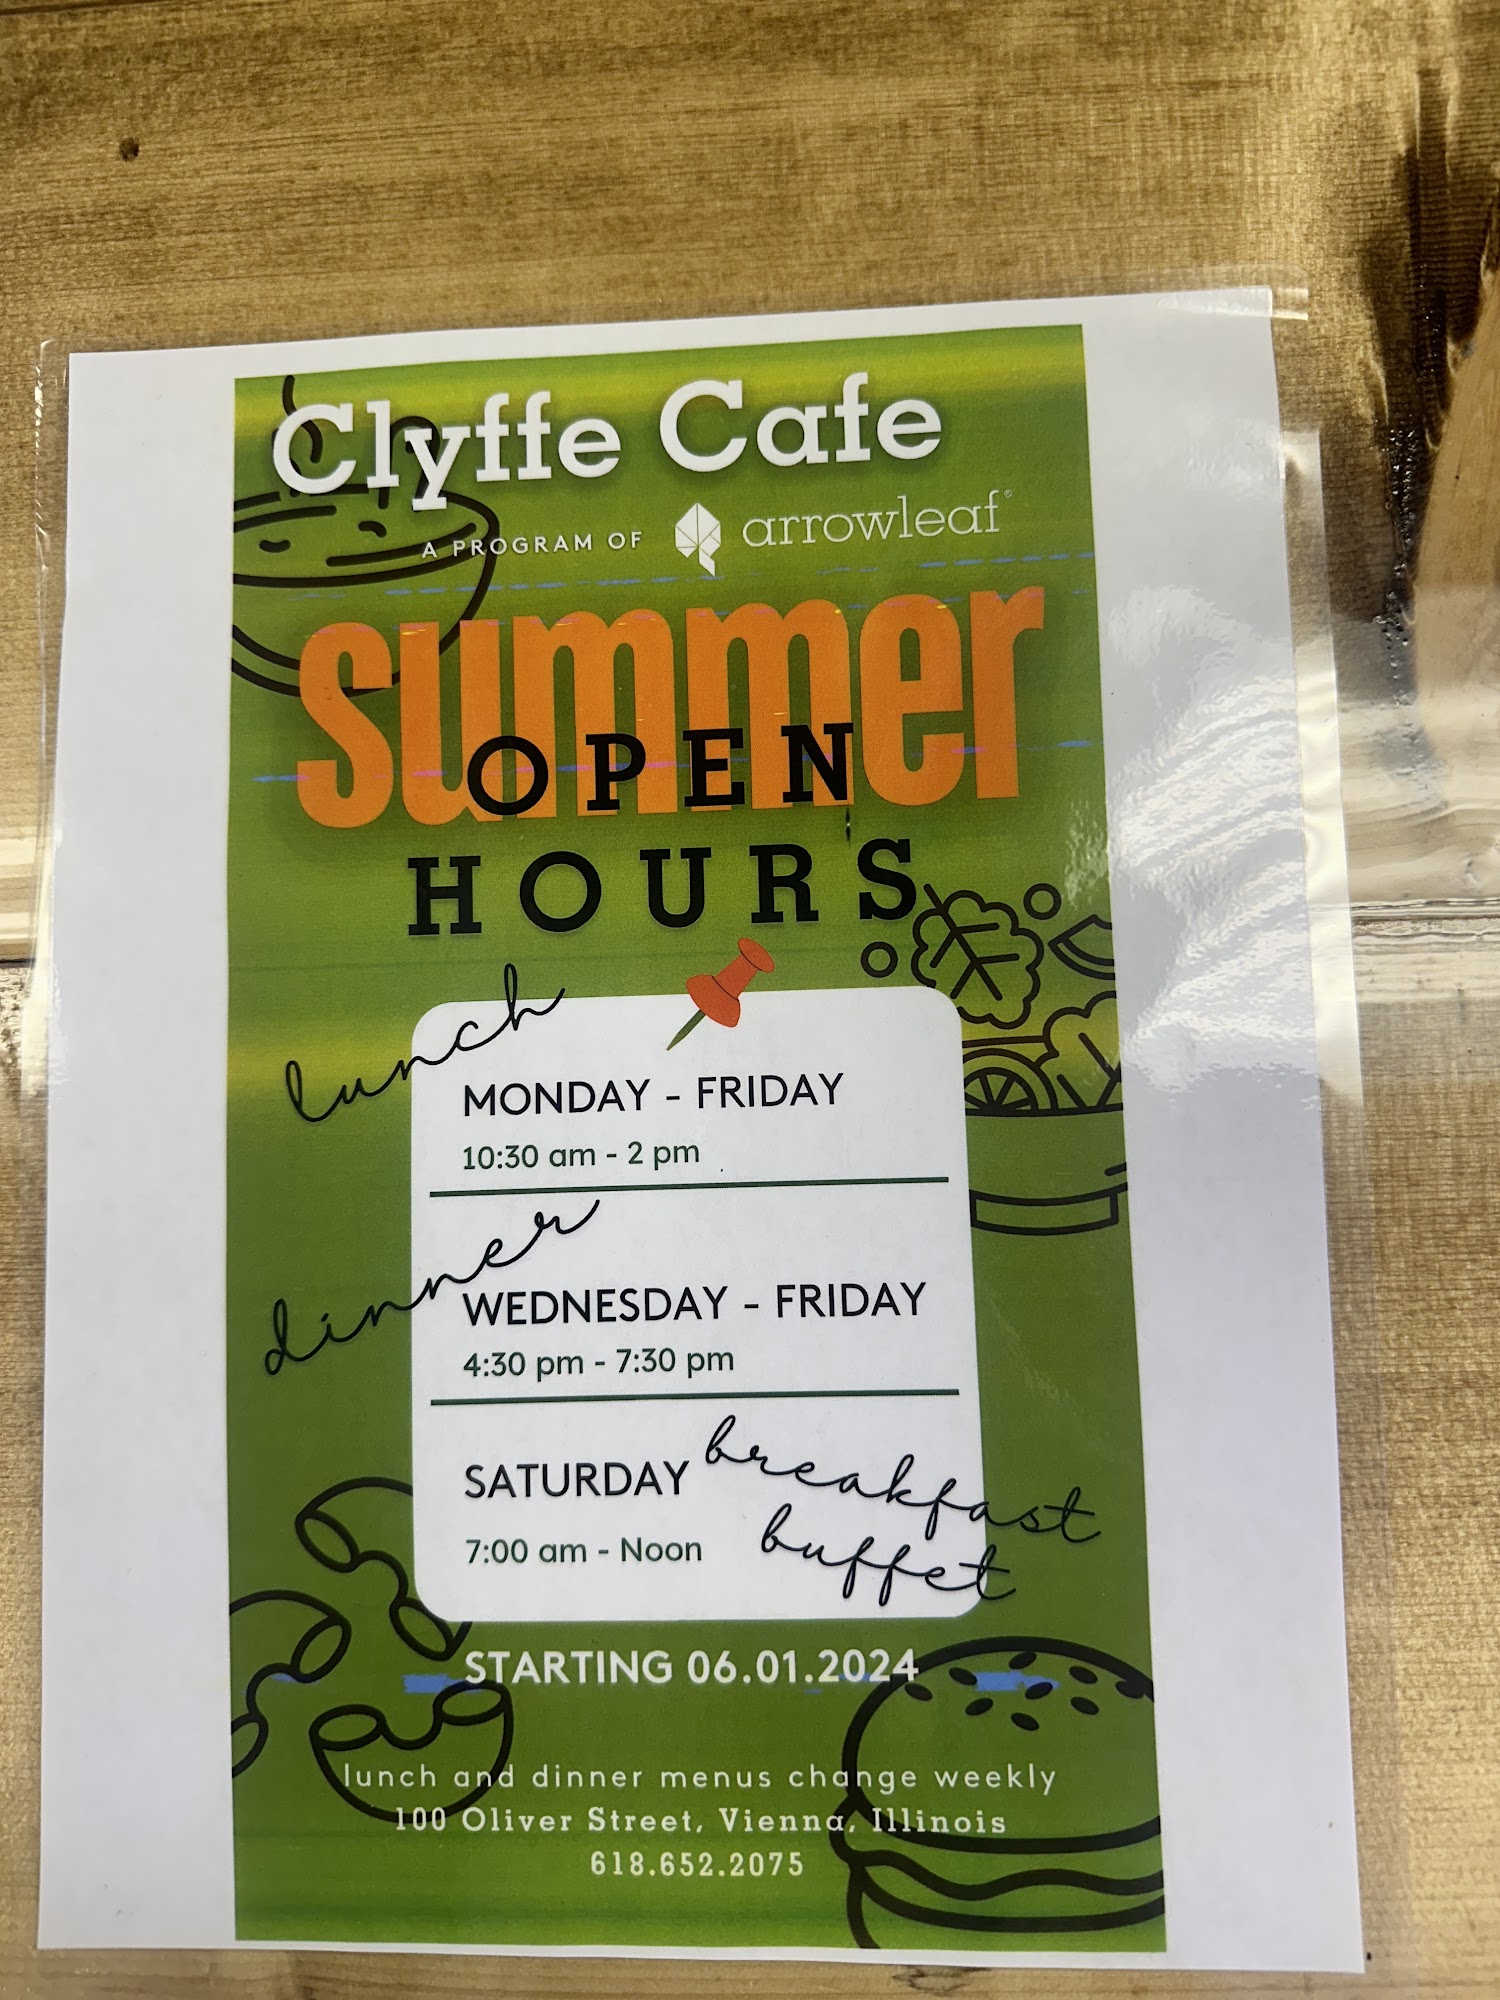 Clyffe Cafe
A PROGRAM OF arrowleaf®
summer
OPEN
HOURS
lunch
MONDAY - FRIDAY
10:30 am - 2 pm
dinner
WEDNESDAY - FRIDAY
4:30 pm - 7:30 pm
SATURDAY breakfast
7:00 am - Noon buffet
STARTING 06.01.2024
lunch and dinner menus change weekly
100 Oliver Street, Vienna, Illinois
618.652.2075